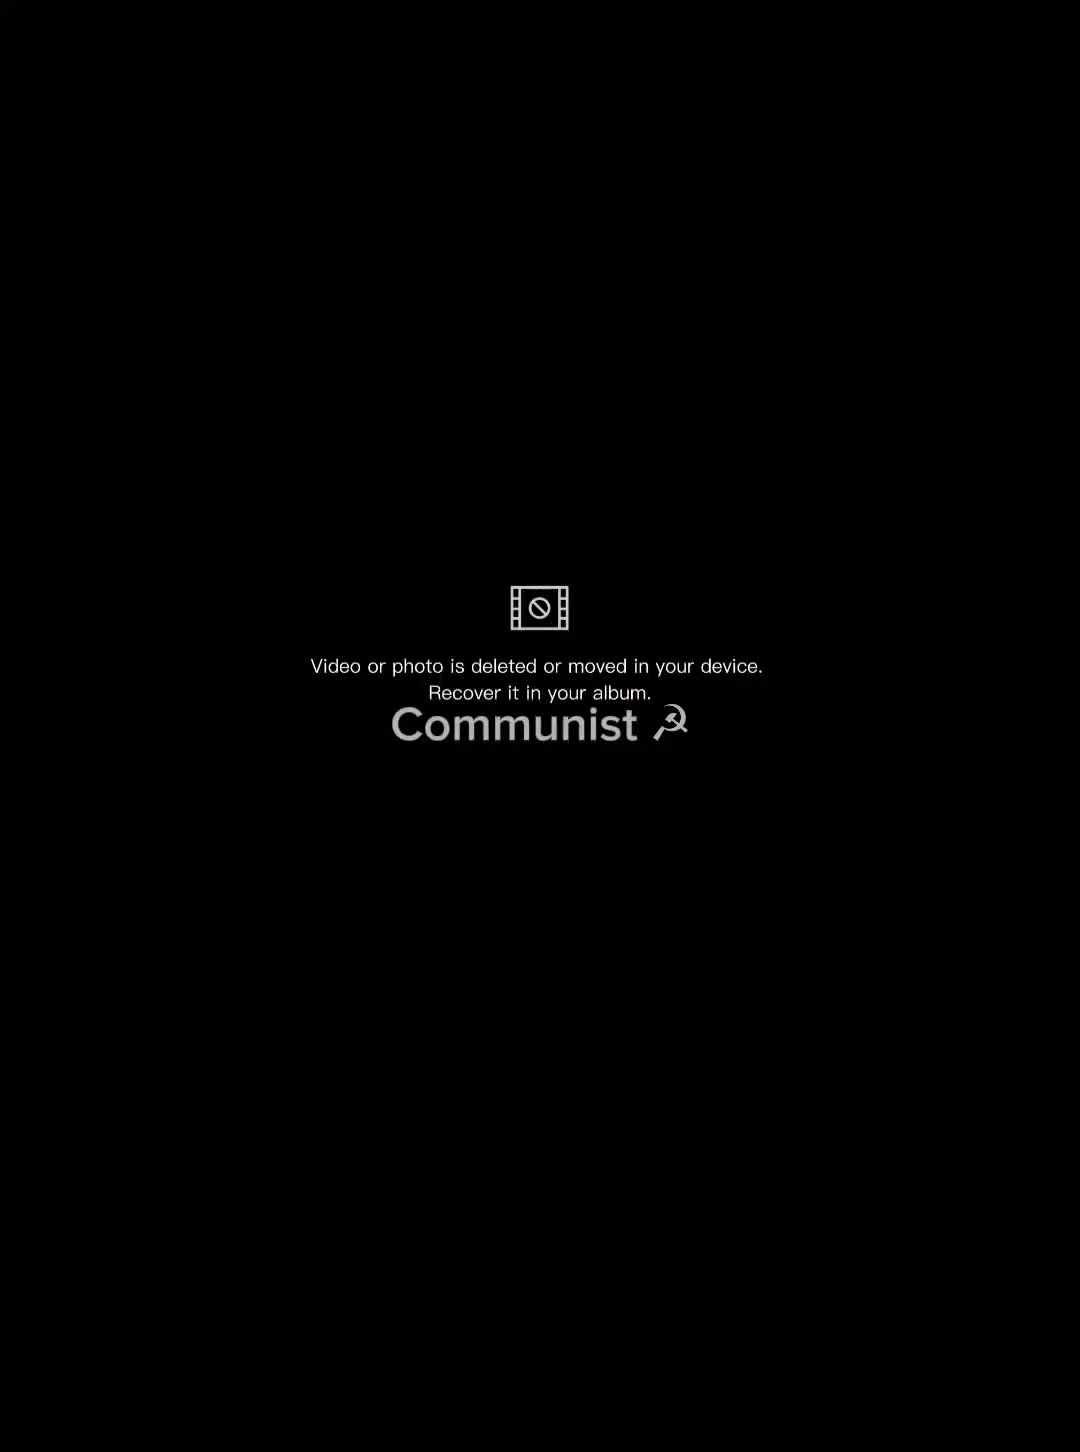 Video or photo is deleted or moved in your device.
Recover it in your album.
Communist ☭